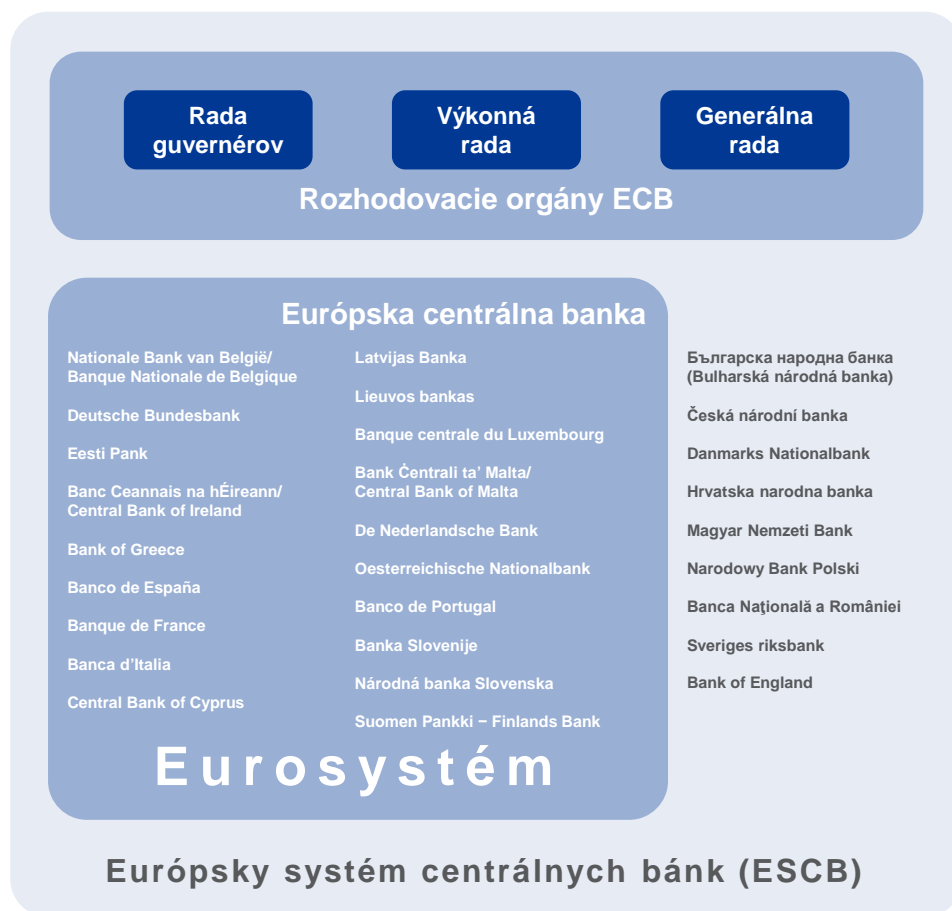 Rada
guvernérov
Výkonná
rada
Generálna
rada
Rozhodovacie orgány ECB
Európska centrálna banka
Nationale Bank van België/
Banque Nationale de Belgique
Deutsche Bundesbank
Eesti Pank
Banc Ceannais na hÉireann/
Central Bank of Ireland
Bank of Greece
Banco de España
Banque de France
Banca d’Italia
Central Bank of Cyprus
Latvijas Banka
Lieuvos bankas
Banque centrale du Luxembourg
Bank Ċentrali ta’ Malta/
Central Bank of Malta
De Nederlandsche Bank
Oesterreichische Nationalbank
Banco de Portugal
Banka Slovenije
Národná banka Slovenska
Suomen Pankki − Finlands Bank
Българска народна банка
(Bulharská národná banka)
Česká národní banka
Danmarks Nationalbank
Hrvatska narodna banka
Magyar Nemzeti Bank
Narodowy Bank Polski
Banca Naţională a României
Sveriges riksbank
Bank of England
Eurosystém
Európsky systém centrálnych bánk (ESCB)